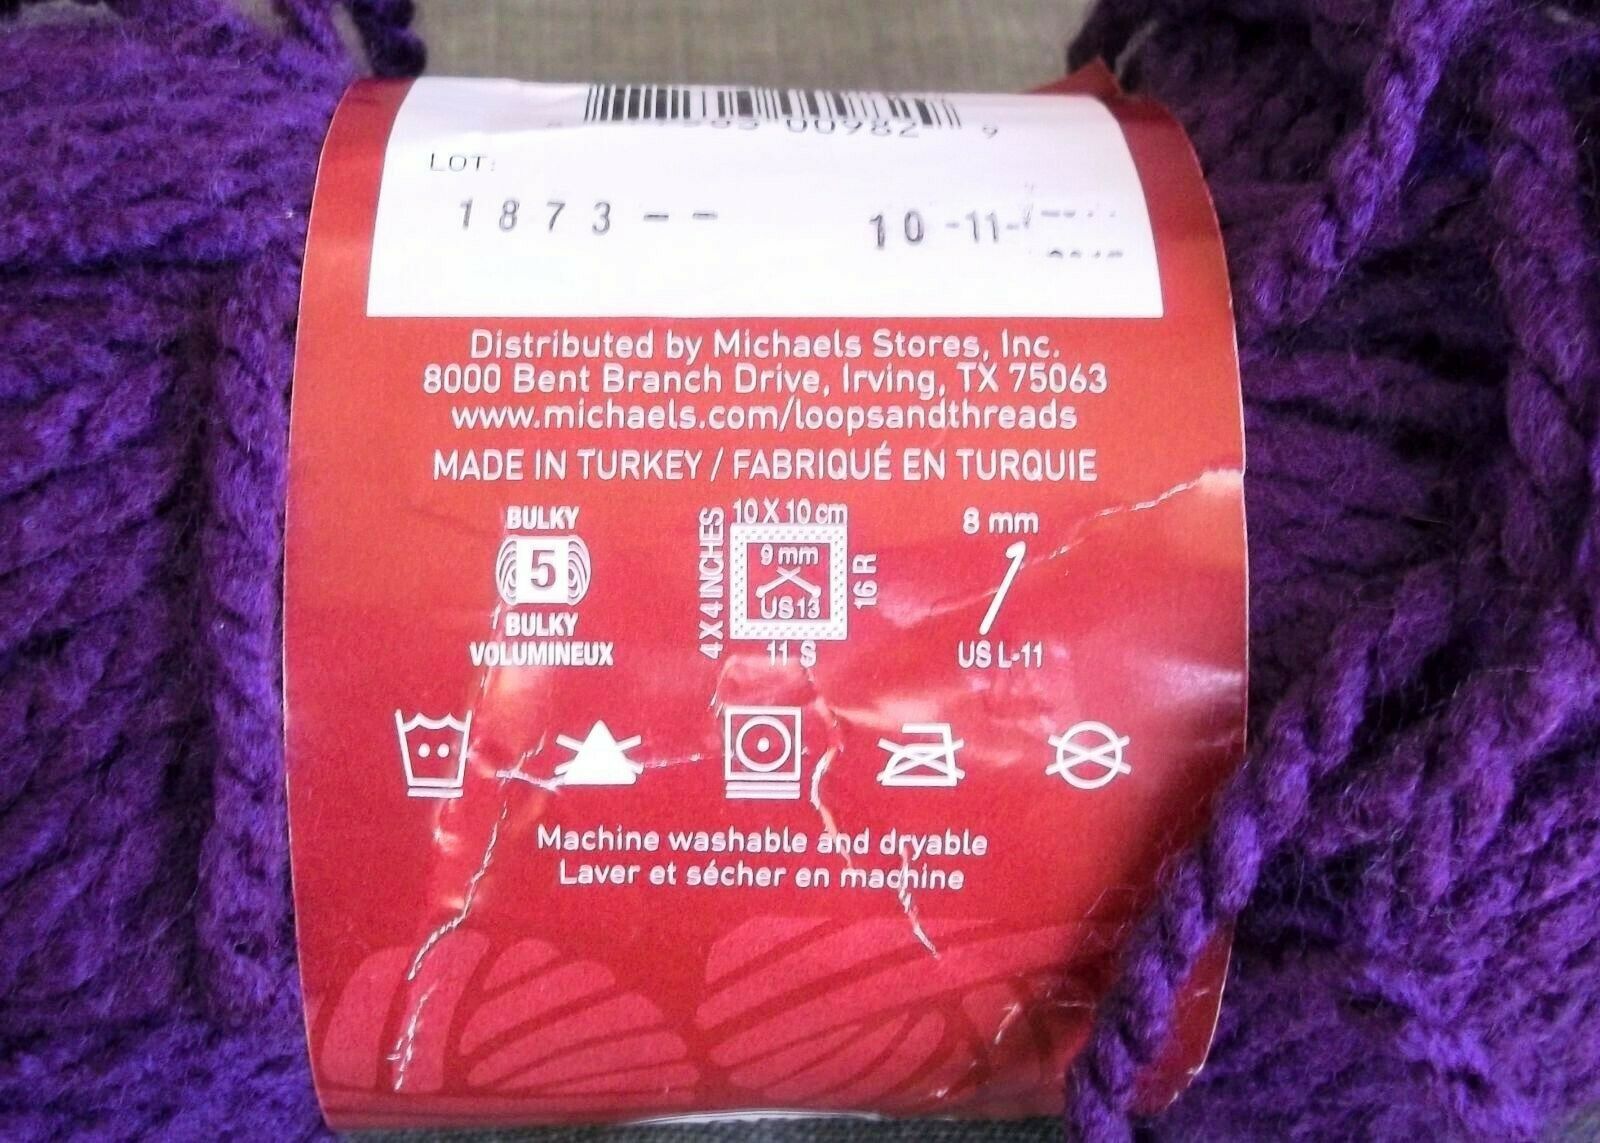 00982 9
LOT:
1873-- 10-11-
Distributed by Michaels Stores, Inc.
8000 Bent Branch Drive, Irving, TX 75063
www.michaels.com/loopsandthreads
MADE IN TURKEY / FABRIQUÉ EN TURQUIE
BULKY
5
BULKY
VOLUMINEUX
10 X 10 cm
4 X 4 INCHES
9 mm
US 13
16 R
11 S
8 mm
US L-11
Machine washable and dryable
Laver et sécher en machine